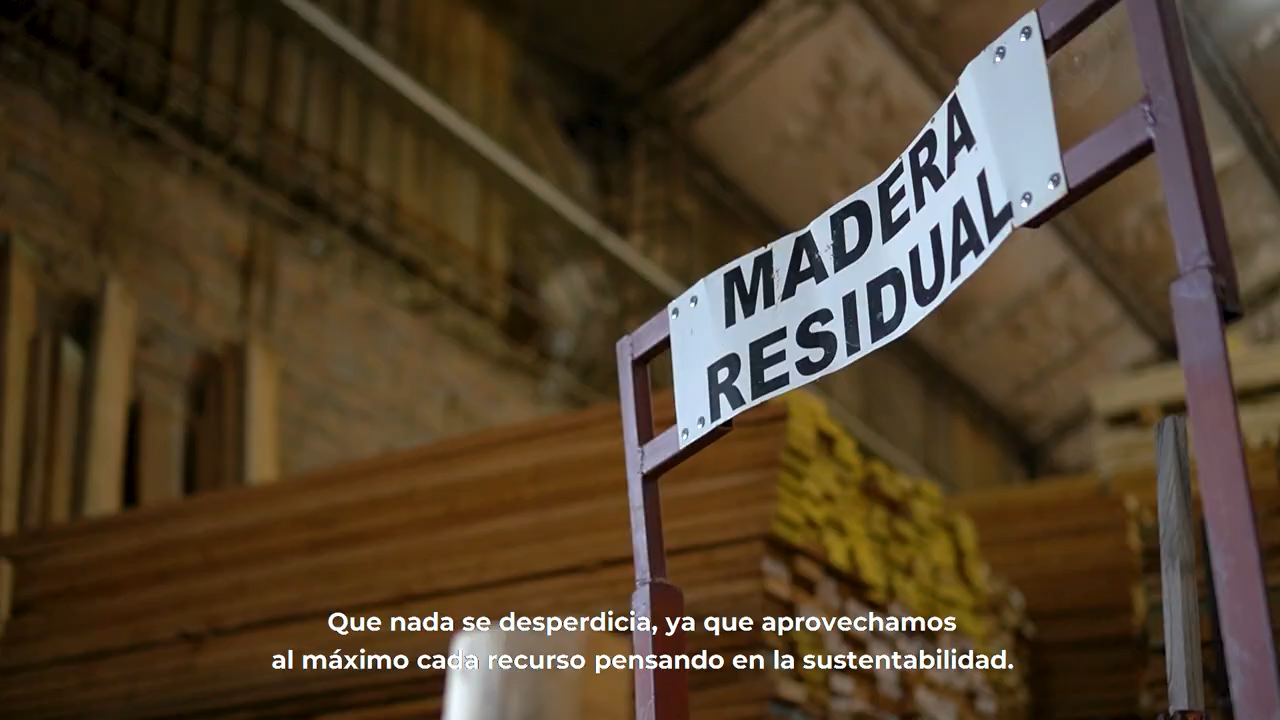 MADERA
RESIDUAL
Que nada se desperdicia, ya que aprovechamos
al máximo cada recurso pensando en la sustentabilidad.